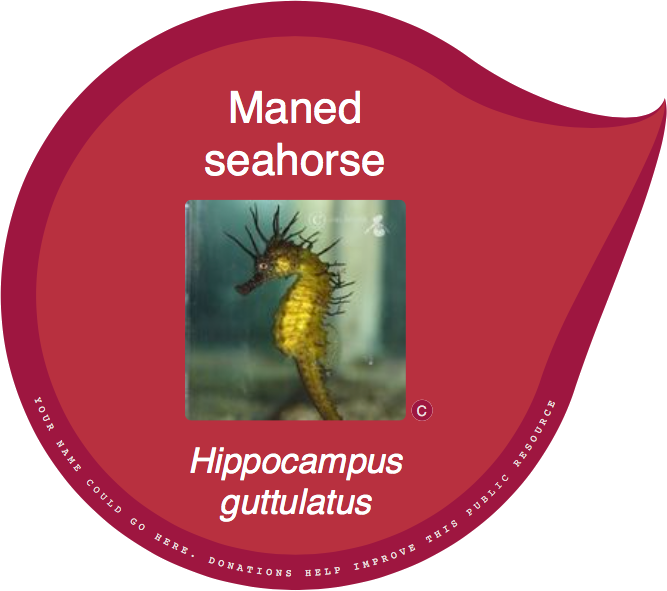 Maned
seahorse
C
Hippocampus
guttulatus
YOUR NAME COULD GO HERE. DONATIONS HELP IMPROVE THIS PUBLIC RESOURCE